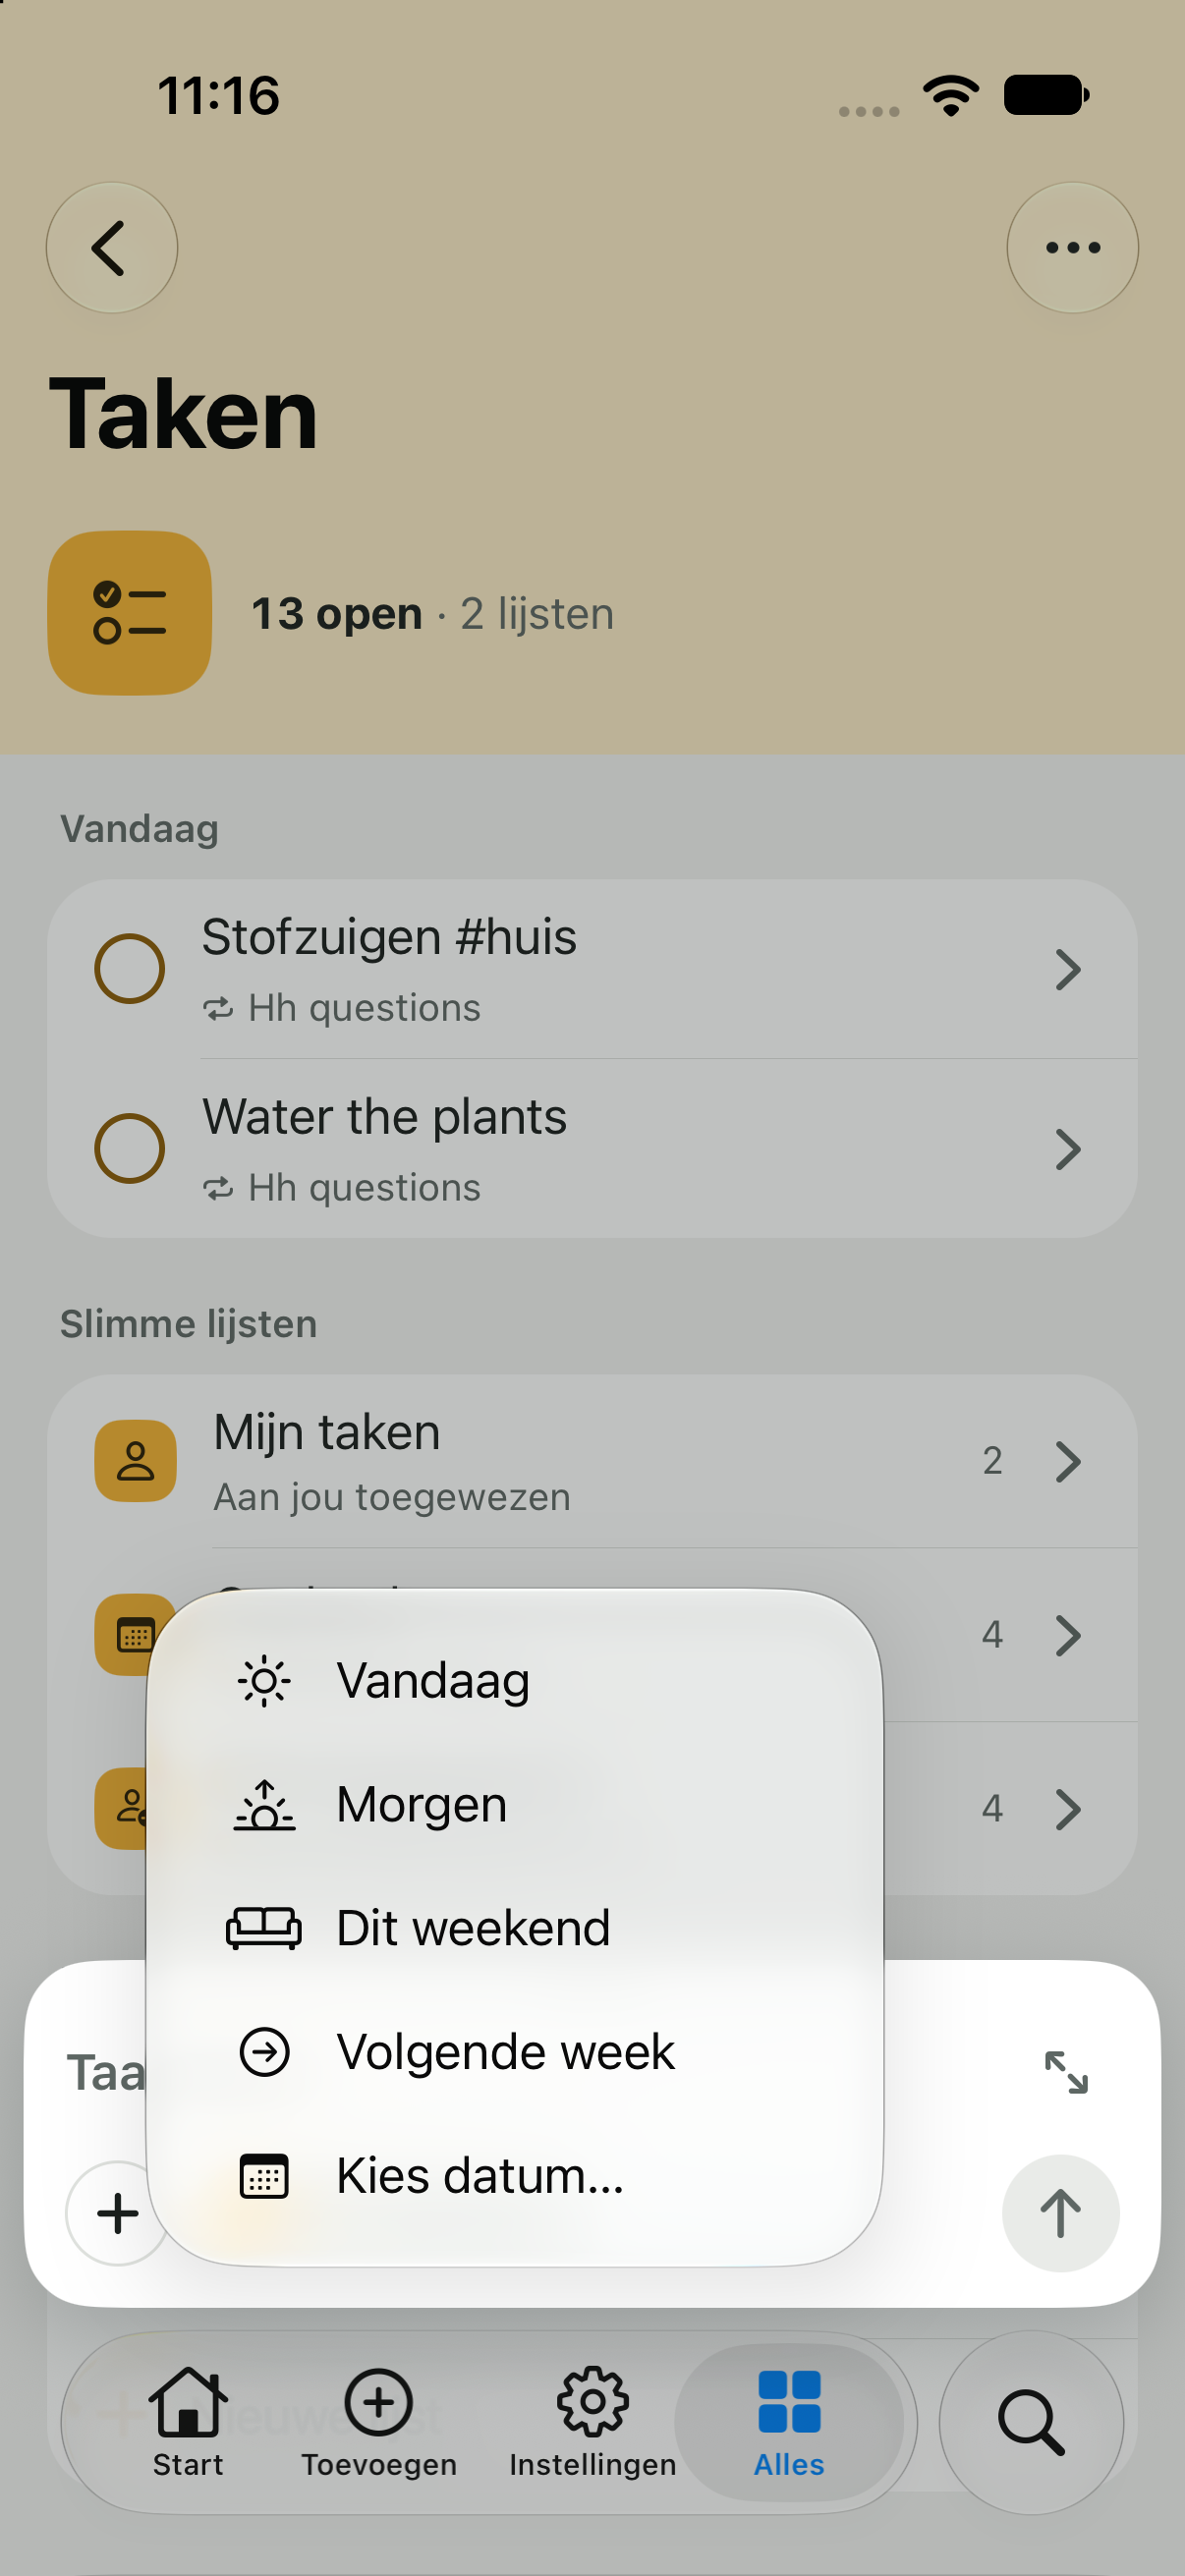 11:16
Taken
13 open · 2 lijsten
Vandaag
Stofzuigen #huis
Hh questions
Water the plants
Hh questions
Slimme lijsten
Mijn taken
2
Aan jou toegewezen
4
4
Vandaag
Morgen
Dit weekend
Volgende week
Kies datum...
Start
Toevoegen
Instellingen
Alles